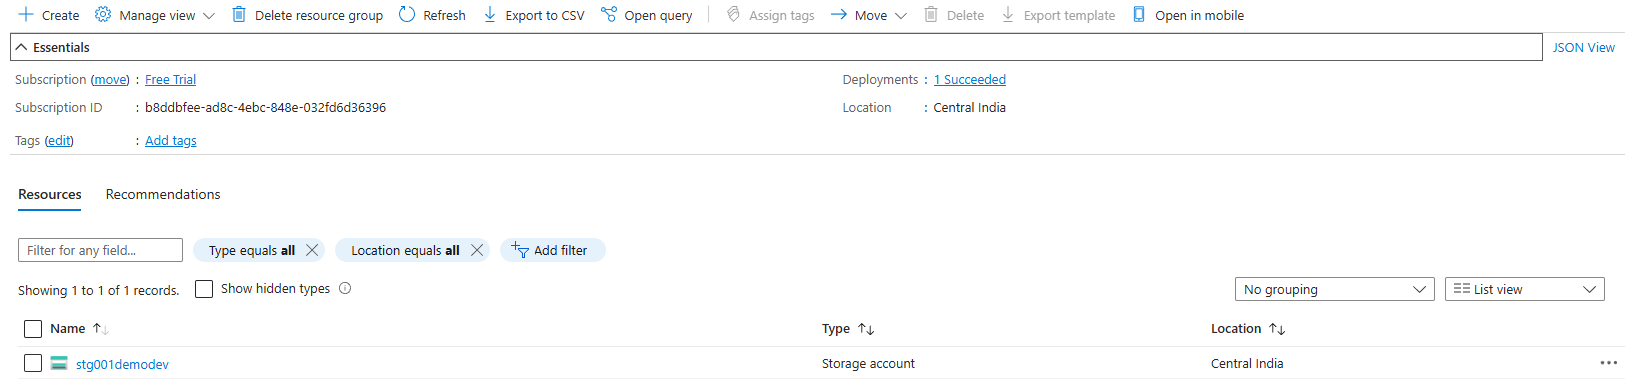 Create Manage view Delete resource group Refresh Export to CSV Open query Assign tags Move Delete Export template Open in mobile
Essentials JSON View
Subscription (move) : Free Trial Deployments : 1 Succeeded
Subscription ID : b8ddbfee-ad8c-4ebc-848e-032fd6d36396 Location : Central India
Tags (edit) : Add tags
Resources Recommendations
Filter for any field... Type equals all Location equals all Add filter
Showing 1 to 1 of 1 records. Show hidden types No grouping List view
Name Type Location
stg001demodev Storage account Central India